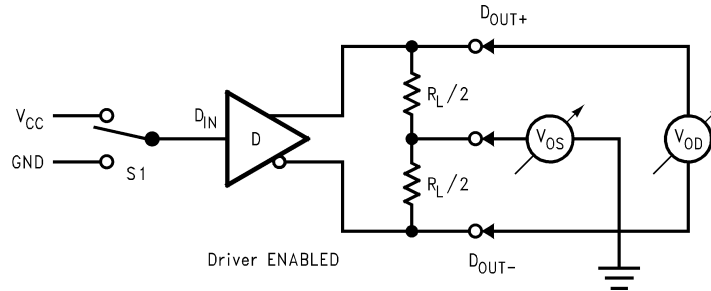 D_OUT+
V_CC
D_IN
R_L/2
D
V_OS
V_OD
GND
S1
R_L/2
Driver ENABLED
D_OUT-